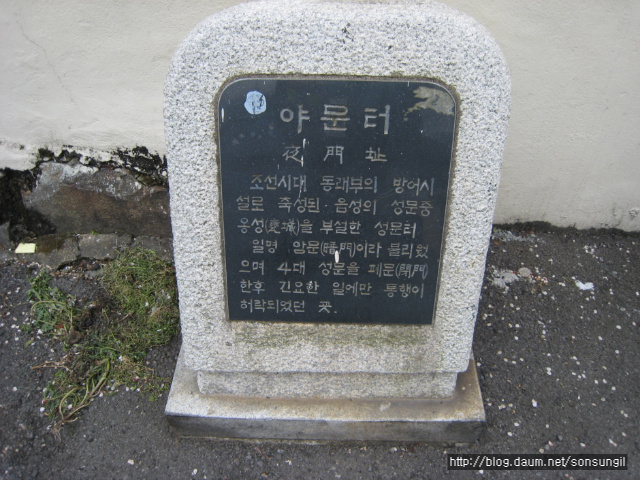 야문터
夜門址
조선시대 동래부의 방어시
설로 축성된·읍성의 성문중
옹성(甕城)을 부설한 성문터
일명 암문(暗門)이라 불리웠
으며 4대 성문을 폐문(閉門)
한후 긴요한 일에만 통행이
허락되었던 곳.
http://blog.daum.net/sonsungil